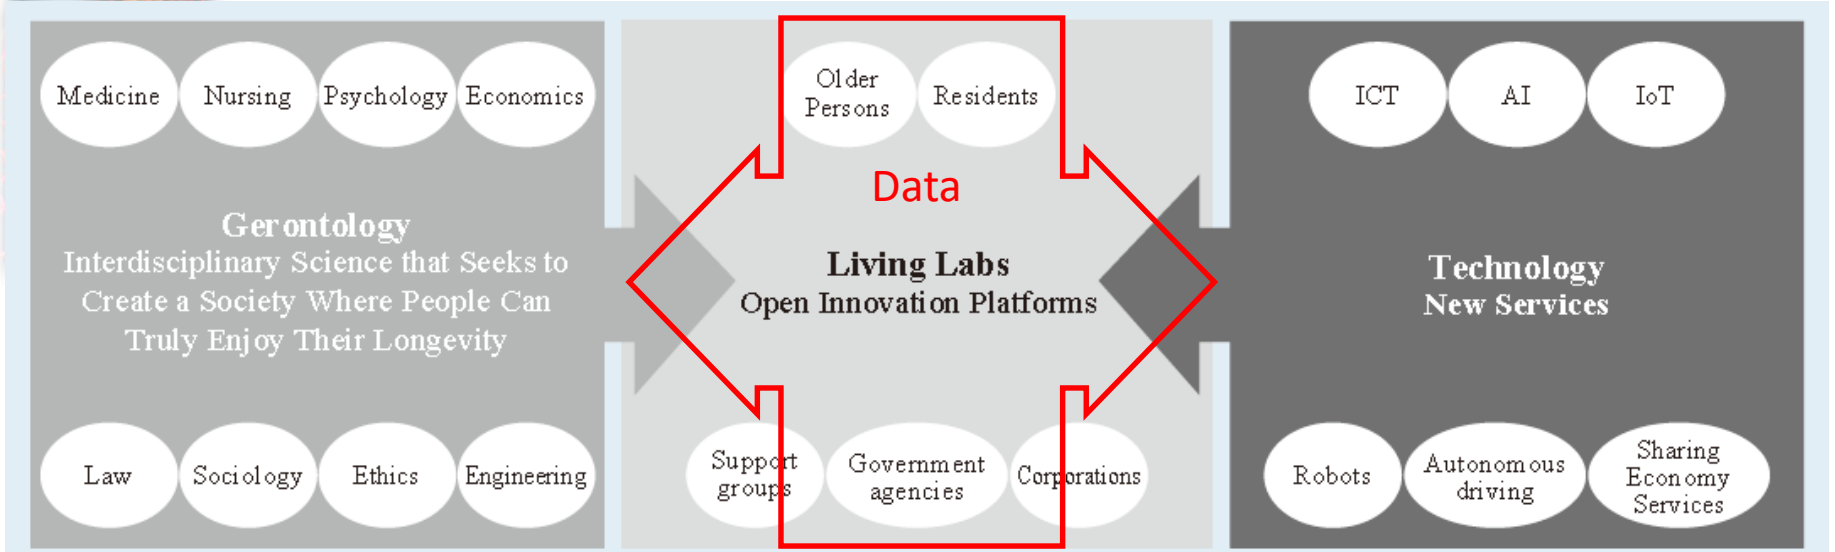 Medicine
Nursing
Psychology
Economics
Gerontology
Interdisciplinary Science that Seeks to
Create a Society Where People Can
Truly Enjoy Their Longevity
Law
Sociology
Ethics
Engineering
Older
Persons
Residents
Data
Living Labs
Open Innovation Platforms
Support
groups
Government
agencies
Corporations
ICT
AI
IoT
Technology
New Services
Robots
Autonomous
driving
Sharing
Economy
Services